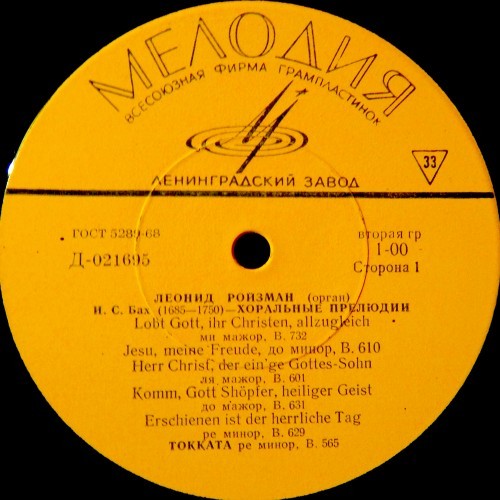 МЕЛОДИЯ
ВСЕСОЮЗНАЯ ФИРМА ГРАМПЛАСТИНОК
33
ЛЕНИНГРАДСКИЙ ЗАВОД
ГОСТ 5289-68
вторая гр
Д-021695
1-00
Сторона 1
ЛЕОНИД РОЙЗМАН (орган)
И. С. Бах (1685—1750)—ХОРАЛЬНЫЕ ПРЕЛЮДИИ
Lobt Gott, ihr Christen, allzugleich
ми мажор, B. 732
Jesu, meine Freude, до минор, B. 610
Herr Christ, der ein'ge Gottes-Sohn
ля мажор, B. 601
Komm, Gott Shöpfer, heiliger Geist
до мажор, B. 631
Erschienen ist der herrliche Tag
ре минор, B. 629
ТОККАТА ре минор, B. 565